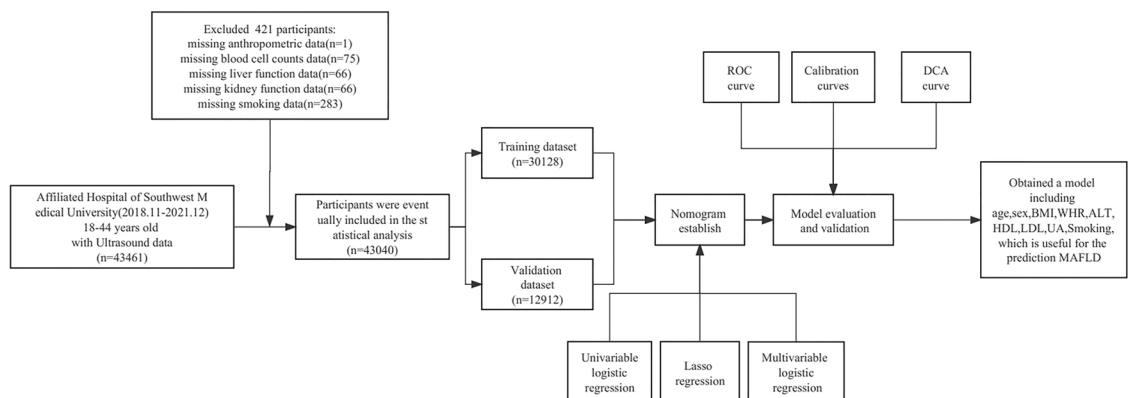 Excluded 421 participants:
missing anthropometric data(n=1)
missing blood cell counts data(n=75)
missing liver function data(n=66)
missing kidney function data(n=66)
missing smoking data(n=283)
Affiliated Hospital of Southwest M
edical University(2018.11-2021.12)
18-44 years old
with Ultrasound data
(n=43461)
Participants were event
ually included in the st
atistical analysis
(n=43040)
Training dataset
(n=30128)
Validation
dataset
(n=12912)
Nomogram
establish
Univariable
logistic
regression
Lasso
regression
Multivariable
logistic
regression
ROC
curve
Calibration
curves
DCA
curve
Model evaluation
and validation
Obtained a model
including
age,sex,BMI,WHR,ALT,
HDL,LDL,UA,Smoking,
which is useful for the
prediction MAFLD